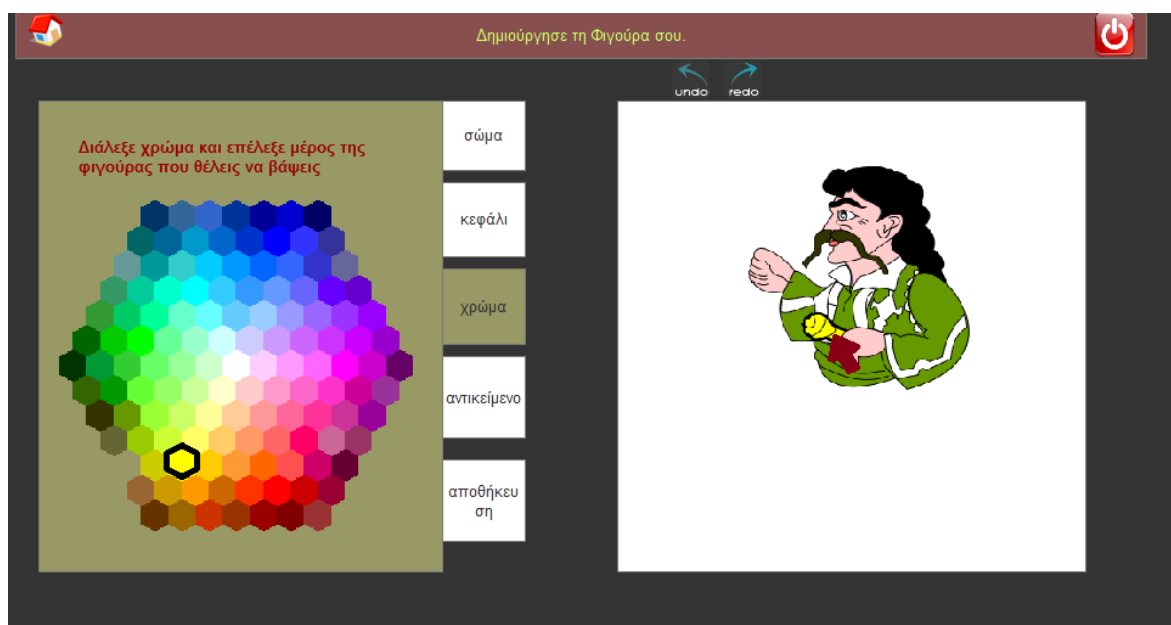 Δημιούργησε τη Φιγούρα σου.
undo redo
Διάλεξε χρώμα και επέλεξε μέρος της
φιγούρας που θέλεις να βάψεις
σώμα
κεφάλι
χρώμα
αντικείμενο
αποθήκευ
ση